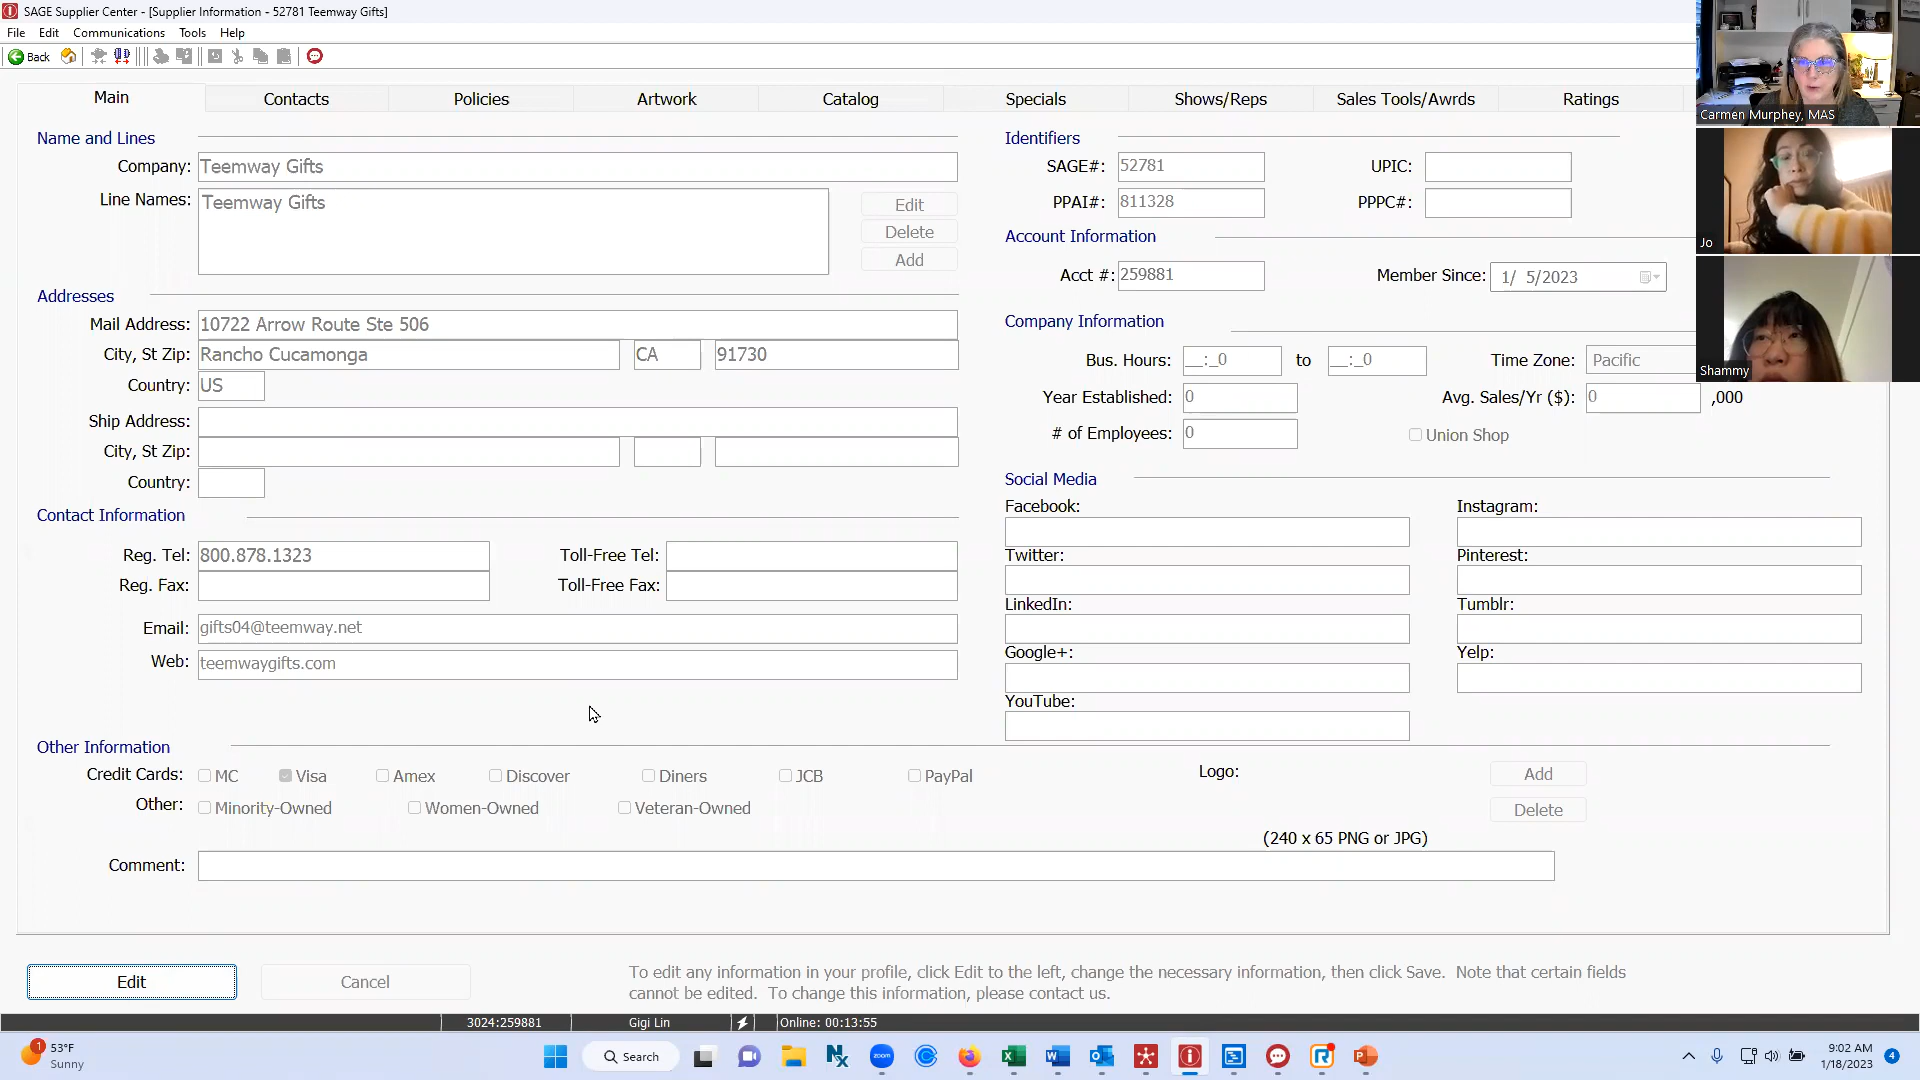 SAGE Supplier Center - [Supplier Information - 52781 Teemway Gifts]
File Edit Communications Tools Help
Back
Main Contacts Policies Artwork Catalog Specials Shows/Reps Sales Tools/Awrds Ratings
Name and Lines
Company: Teemway Gifts
Line Names: Teemway Gifts
Edit
Delete
Add
Addresses
Mail Address: 10722 Arrow Route Ste 506
City, St Zip: Rancho Cucamonga CA 91730
Country: US
Ship Address:
City, St Zip:
Country:
Contact Information
Reg. Tel: 800.878.1323 Toll-Free Tel:
Reg. Fax: Toll-Free Fax:
Email: gifts04@teemway.net
Web: teemwaygifts.com
Identifiers
SAGE#: 52781 UPIC:
PPAI#: 811328 PPPC#:
Account Information
Acct #: 259881 Member Since: 1/ 5/2023
Company Information
Bus. Hours: __:_0 to __:_0 Time Zone: Pacific
Year Established: 0 Avg. Sales/Yr ($): 0 ,000
# of Employees: 0 Union Shop
Social Media
Facebook: Instagram:
Twitter: Pinterest:
LinkedIn: Tumblr:
Google+: Yelp:
YouTube:
Carmen Murphey, MAS
Jo
Shammy
Other Information
Credit Cards: MC Visa Amex Discover Diners JCB PayPal
Other: Minority-Owned Women-Owned Veteran-Owned
Logo: Add
Delete
(240 x 65 PNG or JPG)
Comment:
Edit Cancel
To edit any information in your profile, click Edit to the left, change the necessary information, then click Save. Note that certain fields
cannot be edited. To change this information, please contact us.
3024:259881 Gigi Lin Online: 00:13:55
1
53°F
Sunny
Search
zoom
9:02 AM
1/18/2023
4